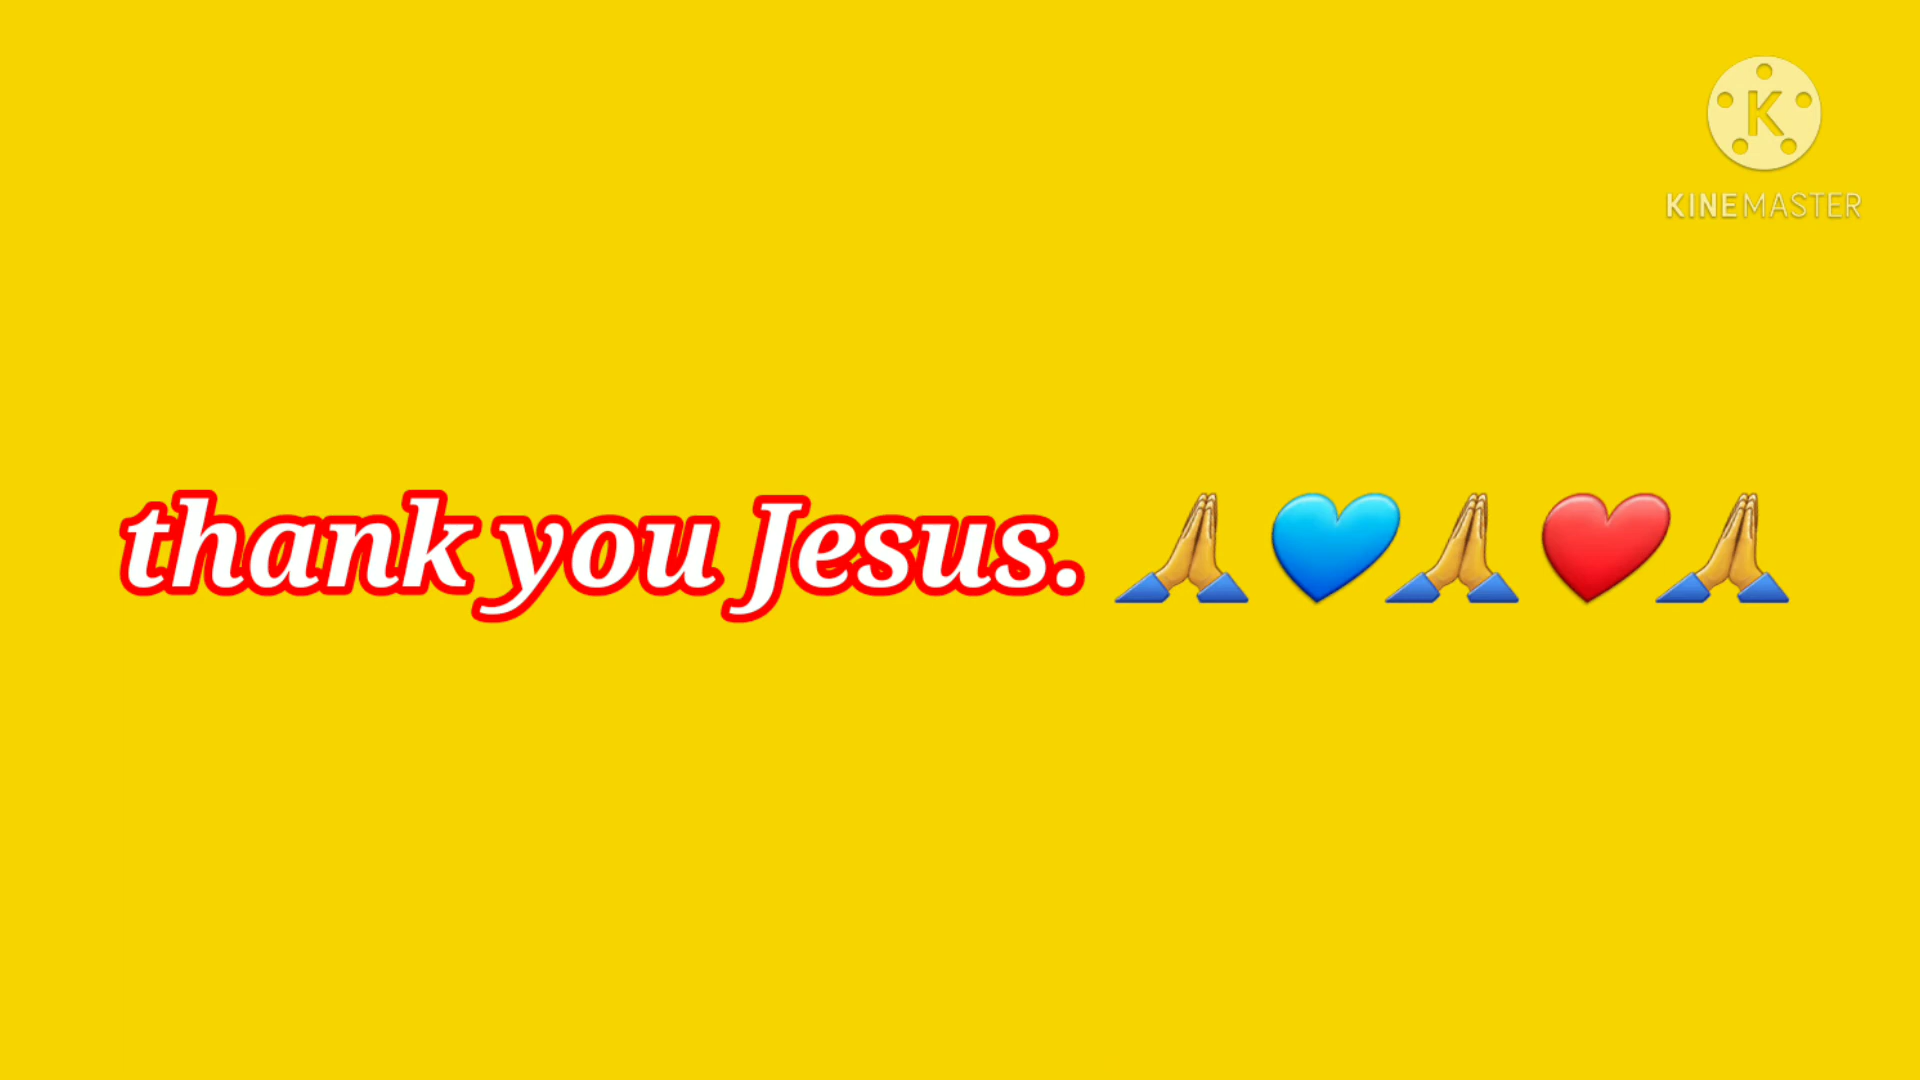 K
KINEMASTER
thank you Jesus. 🙏💙🙏❤️🙏